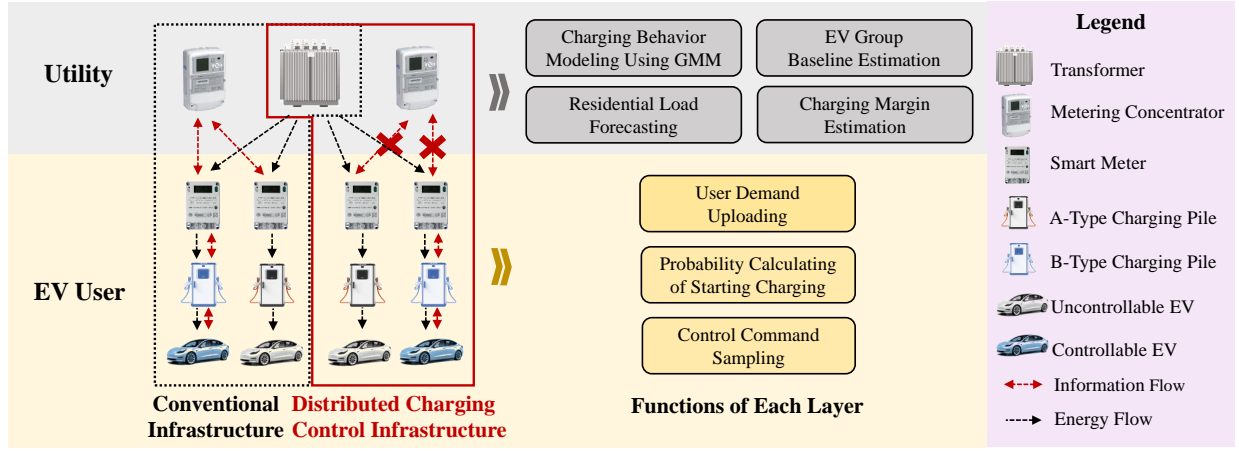 Utility
Charging Behavior
Modeling Using GMM
EV Group
Baseline Estimation
Residential Load
Forecasting
Charging Margin
Estimation
EV User
User Demand
Uploading
Probability Calculating
of Starting Charging
Control Command
Sampling
Conventional
Infrastructure
Distributed Charging
Control Infrastructure
Functions of Each Layer
Legend
Transformer
Metering Concentrator
Smart Meter
A-Type Charging Pile
B-Type Charging Pile
Uncontrollable EV
Controllable EV
Information Flow
Energy Flow